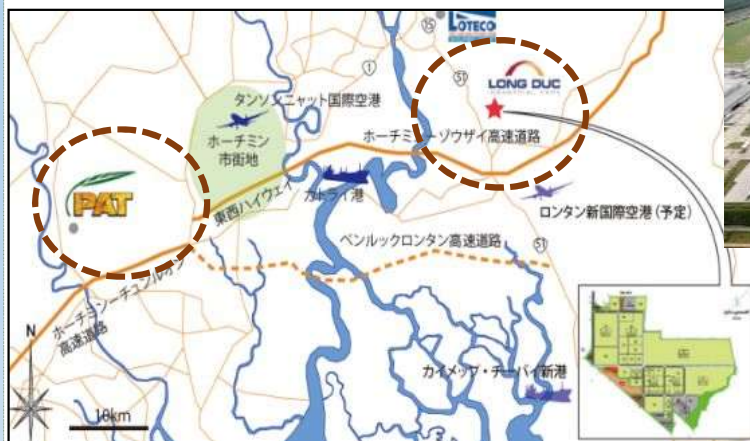 15
LOTECO
1
51
LONG DUC
タンソンニャット国際空港
ホーチミン
市街地
ホーチミン－ゾウザイ高速道路
PAT
東西ハイウェイ
カトライ港
ロンタン新国際空港(予定)
ベンルックロンタン高速道路
51
ホーチミン－チュンルオン
高速道路
カイメップ・チーバイ新港
N
10km